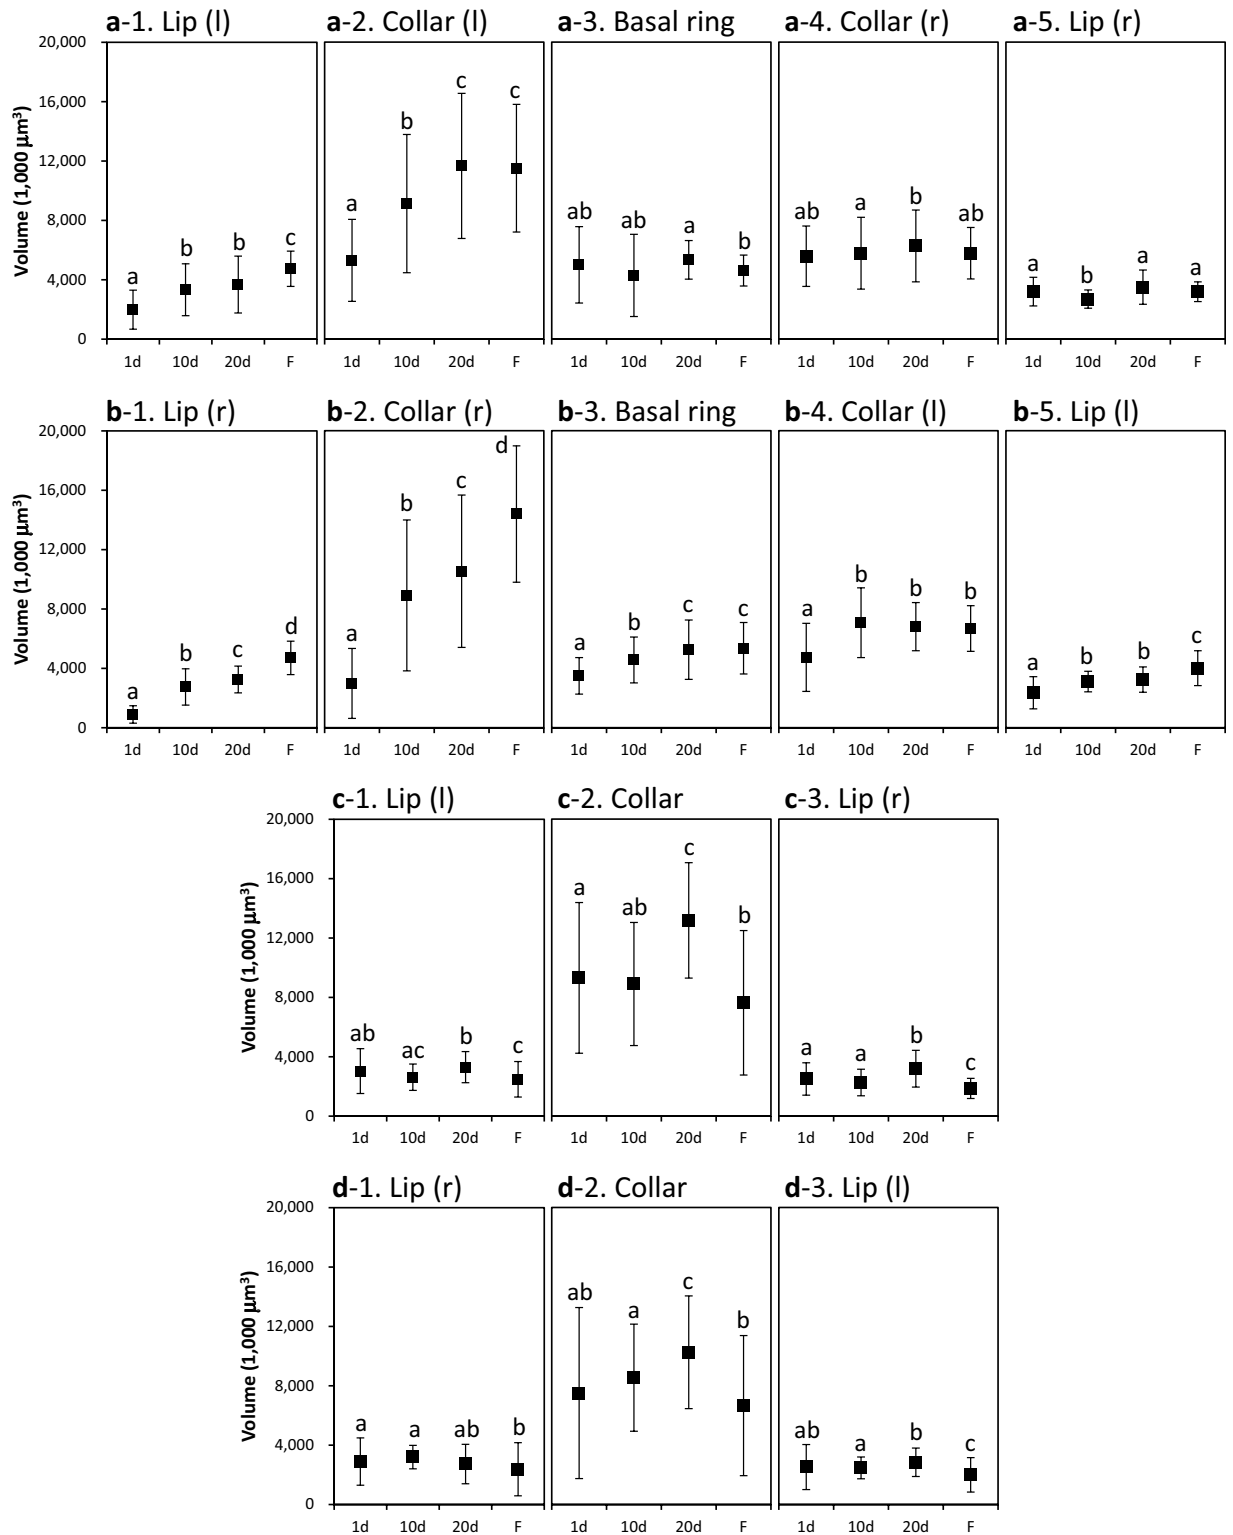 a-1. Lip (l) a-2. Collar (l) a-3. Basal ring a-4. Collar (r) a-5. Lip (r)
Volume (1,000 µm³)
20,000
16,000
12,000
8,000
4,000
0
a b b c
a b c c
ab ab a b
ab a b ab
a b a a
1d 10d 20d F 1d 10d 20d F 1d 10d 20d F 1d 10d 20d F 1d 10d 20d F
b-1. Lip (r) b-2. Collar (r) b-3. Basal ring b-4. Collar (l) b-5. Lip (l)
Volume (1,000 µm³)
20,000
16,000
12,000
8,000
4,000
0
a b c d
a b c d
a b c c
a b b b
a b b c
1d 10d 20d F 1d 10d 20d F 1d 10d 20d F 1d 10d 20d F 1d 10d 20d F
c-1. Lip (l) c-2. Collar c-3. Lip (r)
Volume (1,000 µm³)
20,000
16,000
12,000
8,000
4,000
0
ab ac b c
a ab c b
a a b c
1d 10d 20d F 1d 10d 20d F 1d 10d 20d F
d-1. Lip (r) d-2. Collar d-3. Lip (l)
Volume (1,000 µm³)
20,000
16,000
12,000
8,000
4,000
0
a a ab b
ab a c b
ab a b c
1d 10d 20d F 1d 10d 20d F 1d 10d 20d F